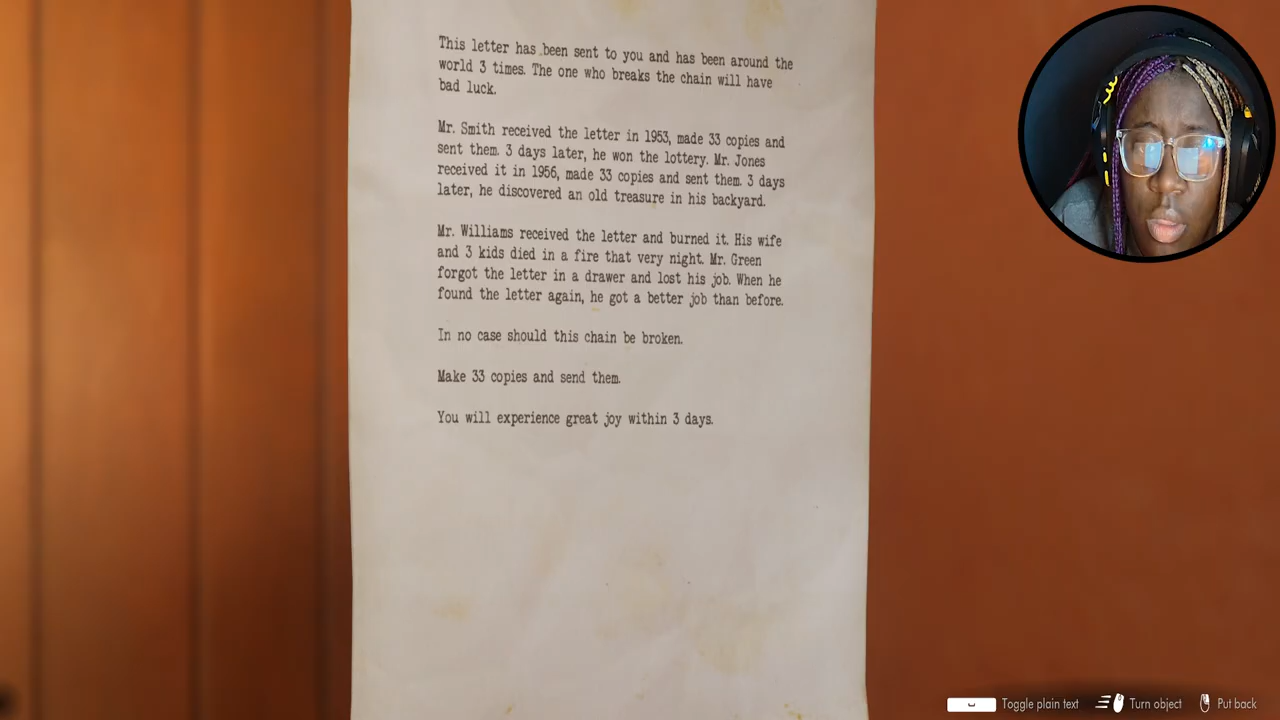 This letter has been sent to you and has been around the
world 3 times. The one who breaks the chain will have
bad luck.
Mr. Smith received the letter in 1953, made 33 copies and
sent them. 3 days later, he won the lottery. Mr. Jones
received it in 1956, made 33 copies and sent them. 3 days
later, he discovered an old treasure in his backyard.
Mr. Williams received the letter and burned it. His wife
and 3 kids died in a fire that very night. Mr. Green
forgot the letter in a drawer and lost his job. When he
found the letter again, he got a better job than before.
In no case should this chain be broken.
Make 33 copies and send them.
You will experience great joy within 3 days.
Toggle plain text
Turn object
Put back